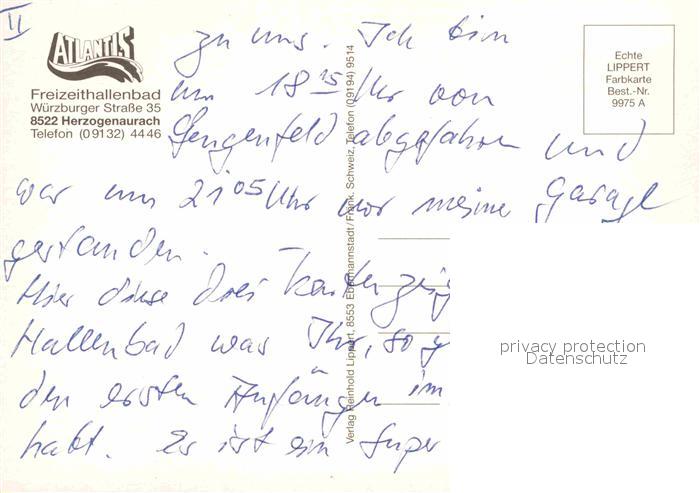 II
ATLANTIS
Freizeithallenbad
Würzburger Straße 35
8522 Herzogenaurach
Telefon (09132) 4446
zu uns. Ich bin
um 18 15 Uhr von
Lengenfeld abgefahren und
war um 21 05 Uhr vor meine Garage
gestanden.
Hier diese drei Karten zeig
Hallenbad was Ihr, so
den ersten Anfängen im
habt. Es ist ein Super
Verlag Reinhold Lippert, 8553 Ebermannstadt/Fränk. Schweiz, Telefon (09194) 9514
Echte
LIPPERT
Farbkarte
Best.-Nr.
9975 A
privacy protection
Datenschutz